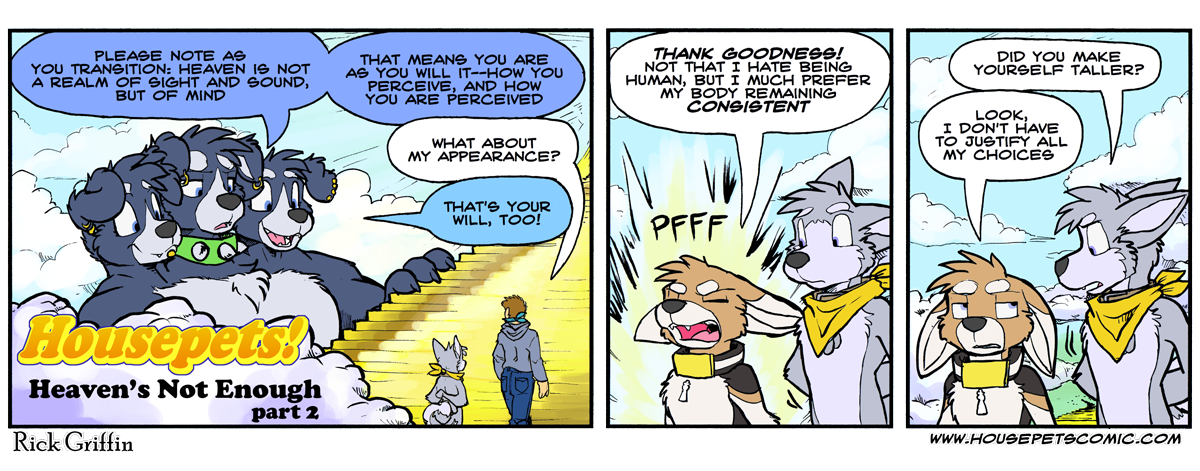 PLEASE NOTE AS
YOU TRANSITION: HEAVEN IS NOT
A REALM OF SIGHT AND SOUND,
BUT OF MIND
THAT MEANS YOU ARE
AS YOU WILL IT--HOW YOU
PERCEIVE, AND HOW
YOU ARE PERCEIVED
WHAT ABOUT
MY APPEARANCE?
THAT'S YOUR
WILL, TOO!
Housepets!
Heaven's Not Enough
part 2
THANK GOODNESS!
NOT THAT I HATE BEING
HUMAN, BUT I MUCH PREFER
MY BODY REMAINING
CONSISTENT
PFFF
DID YOU MAKE
YOURSELF TALLER?
LOOK,
I DON'T HAVE
TO JUSTIFY ALL
MY CHOICES
Rick Griffin
WWW.HOUSEPETSCOMIC.COM